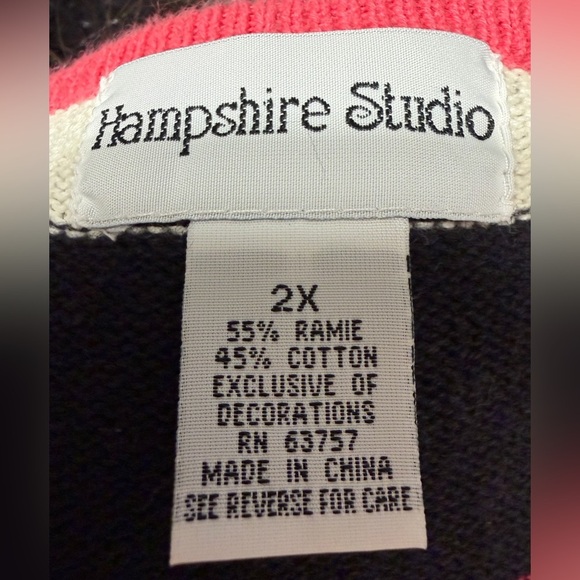 Hampshire Studio
2X
55% RAMIE
45% COTTON
EXCLUSIVE OF
DECORATIONS
RN 63757
MADE IN CHINA
SEE REVERSE FOR CARE